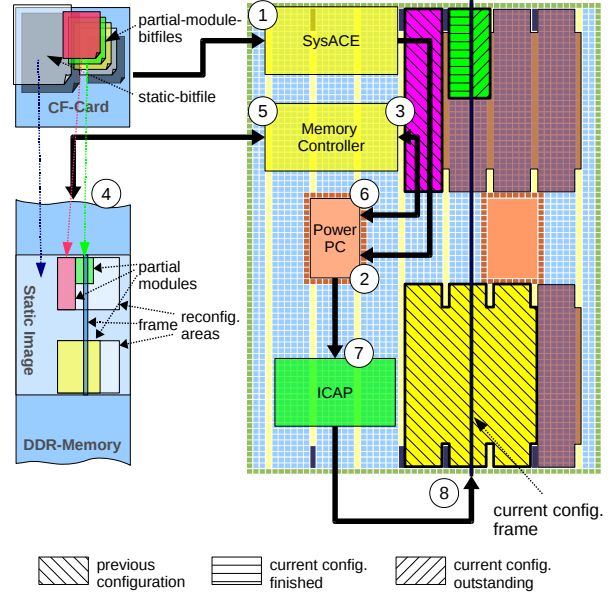 partial-module-
bitfiles
static-bitfile
CF-Card
1
SysACE
5
3
Memory
Controller
4
6
Power
PC
2
partial
modules
frame
reconfig.
areas
Static Image
DDR-Memory
7
ICAP
8
current config.
frame
previous
configuration
current config.
finished
current config.
outstanding